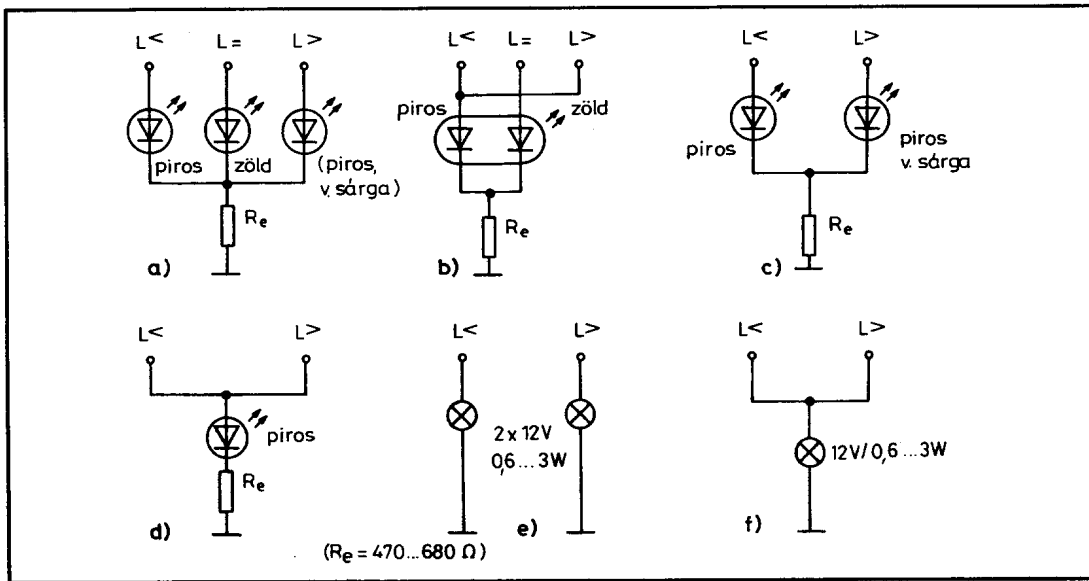 L< L= L>
piros zöld (piros,
v. sárga)
Re
a)
L< L= L>
piros zöld
Re
b)
L< L>
piros piros
v. sárga
Re
c)
L< L>
piros
Re
d)
L< L>
2 x 12V
0,6...3W
e)
L< L>
12V/0,6...3W
f)
(Re = 470...680 Ω)